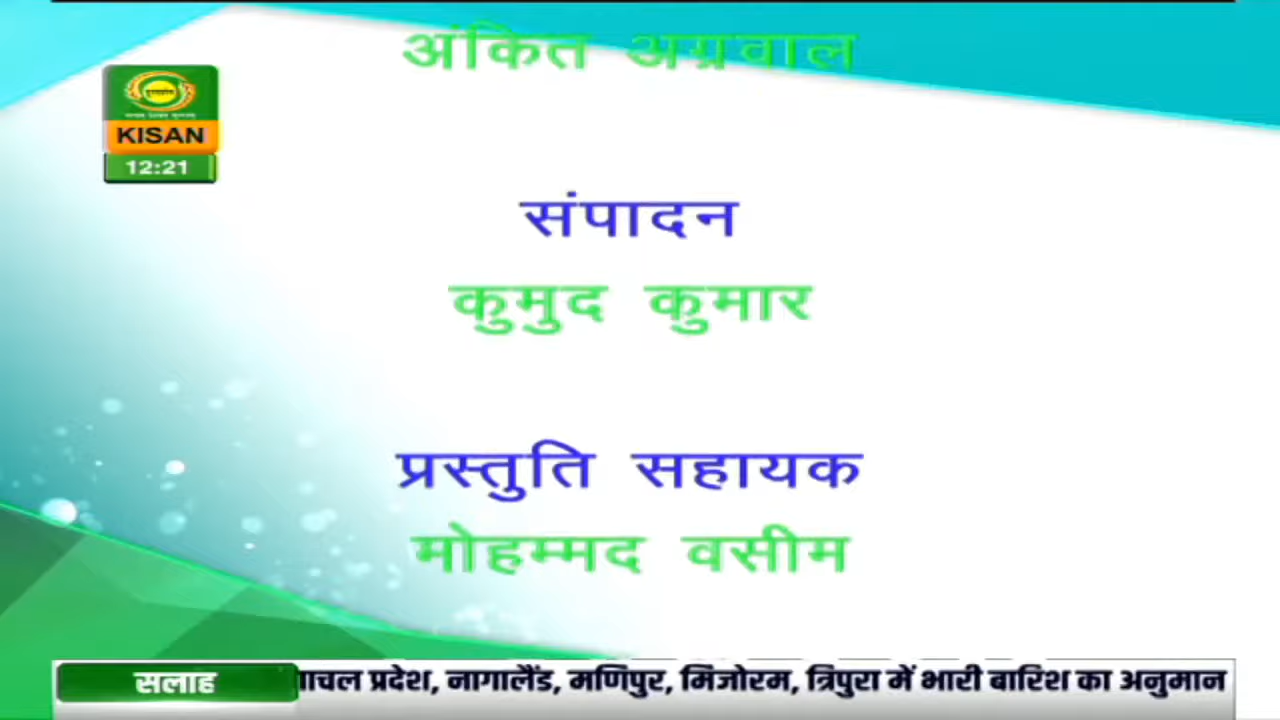 अंकित अग्रवाल
KISAN
12:21
संपादन
कुमुद कुमार
प्रस्तुति सहायक
मोहम्मद वसीम
सलाह
प्रदेश, नागालैंड, मणिपुर, मिजोरम, त्रिपुरा में भारी बारिश का अनुमान